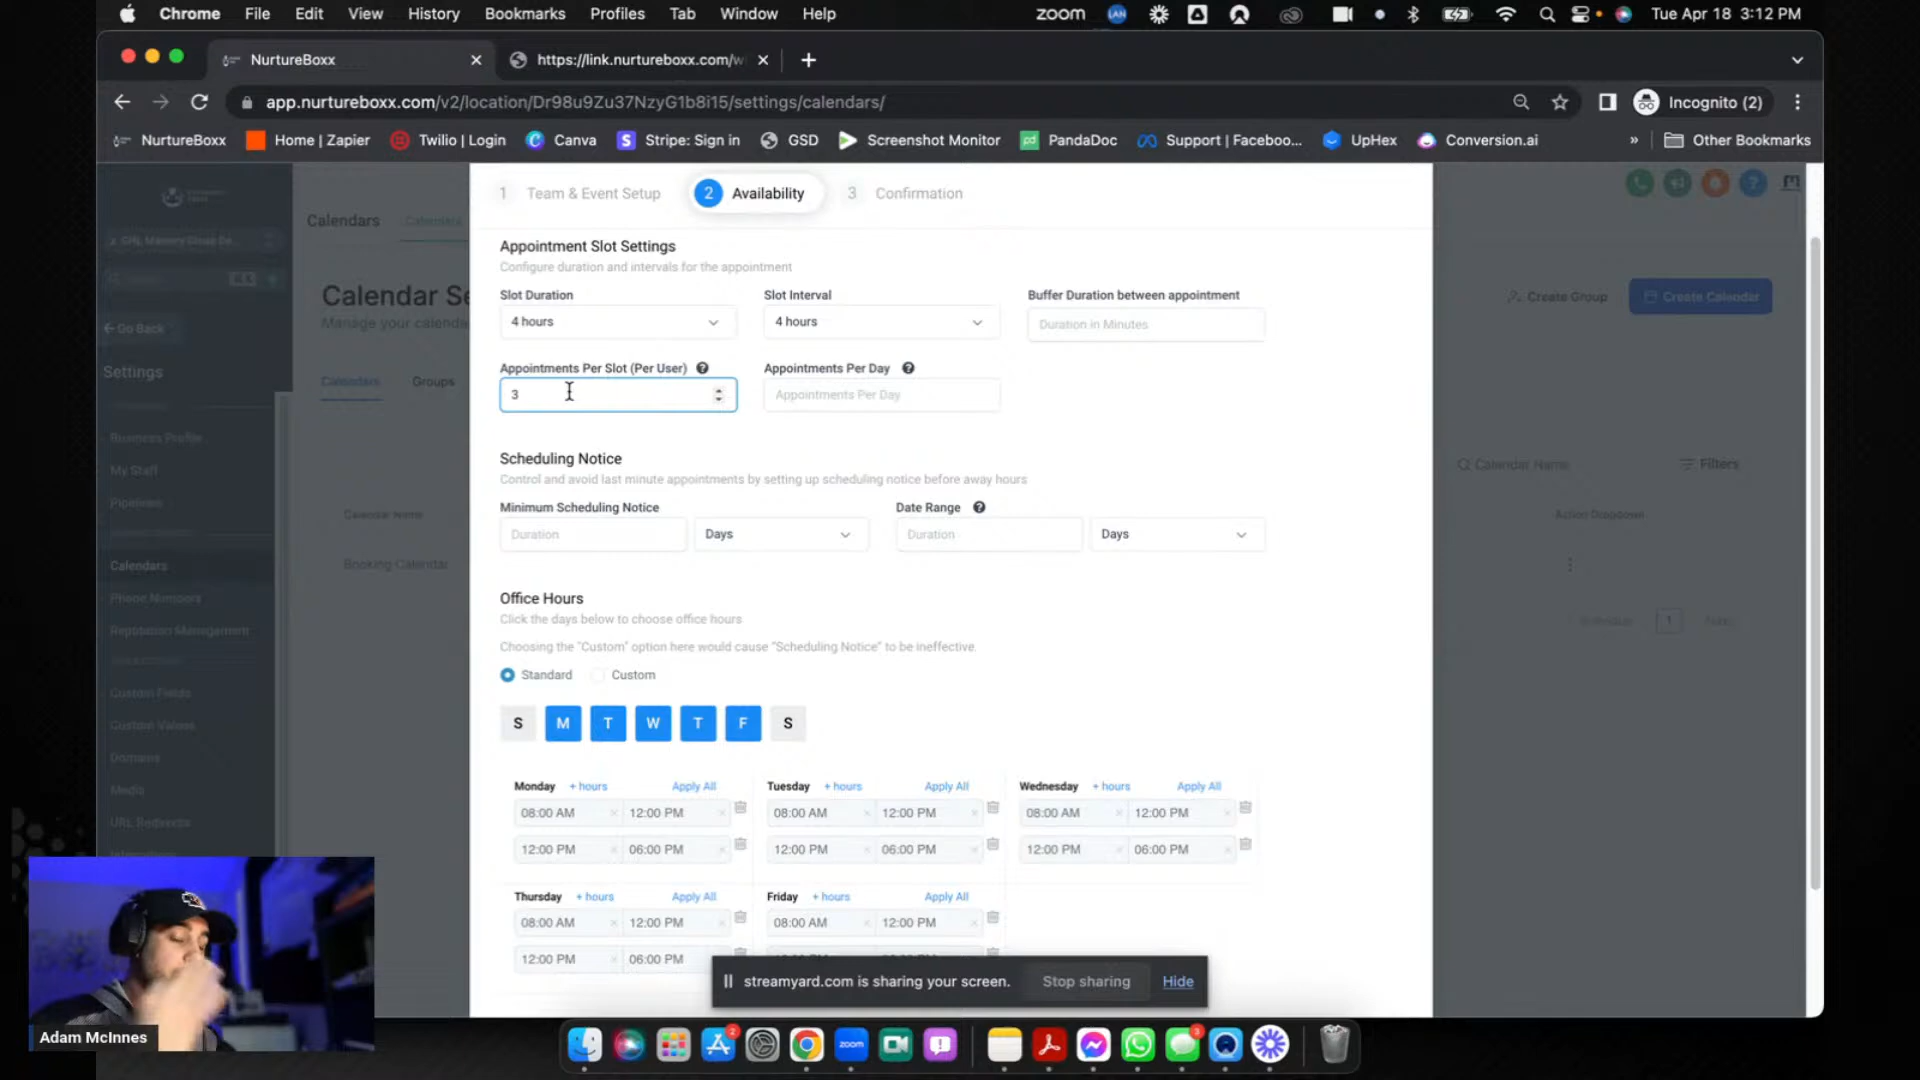 Chrome File Edit View History Bookmarks Profiles Tab Window Help zoom LAN Tue Apr 18 3:12 PM
NurtureBoxx https://link.nurtureboxx.com/w
app.nurtureboxx.com/v2/location/Dr98u9Zu37NzyG1b8i15/settings/calendars/ Incognito (2)
NurtureBoxx Home | Zapier Twilio | Login Canva Stripe: Sign in GSD Screenshot Monitor PandaDoc Support | Faceboo... UpHex Conversion.ai » Other Bookmarks
1 Team & Event Setup 2 Availability 3 Confirmation
Calendars Calendars
Appointment Slot Settings
Configure duration and intervals for the appointment
Calendar Se
Manage your calenda
Create Group Create Calendar
Slot Duration Slot Interval Buffer Duration between appointment
4 hours 4 hours Duration in Minutes
Go Back
Settings
Appointments Per Slot (Per User) Appointments Per Day
3 Appointments Per Day
Calendars Groups
Business Profile
My Staff
Pipelines
Calendars
Phone Numbers
Reputation Management
Custom Fields
Custom Values
Domains
Media
URL Redirects
Calendar Name
Booking Calendar
Scheduling Notice
Control and avoid last minute appointments by setting up scheduling notice before away hours
Minimum Scheduling Notice Date Range
Duration Days Duration Days
Calendar Name Filters
Action Dropdown
1
Office Hours
Click the days below to choose office hours
Choosing the "Custom" option here would cause "Scheduling Notice" to be ineffective.
Standard Custom
S M T W T F S
Monday + hours Apply All Tuesday + hours Apply All Wednesday + hours Apply All
08:00 AM 12:00 PM 08:00 AM 12:00 PM 08:00 AM 12:00 PM
12:00 PM 06:00 PM 12:00 PM 06:00 PM 12:00 PM 06:00 PM
Thursday + hours Apply All Friday + hours Apply All
08:00 AM 12:00 PM 08:00 AM 12:00 PM
12:00 PM 06:00 PM
streamyard.com is sharing your screen. Stop sharing Hide
Adam McInnes
2 zoom 3